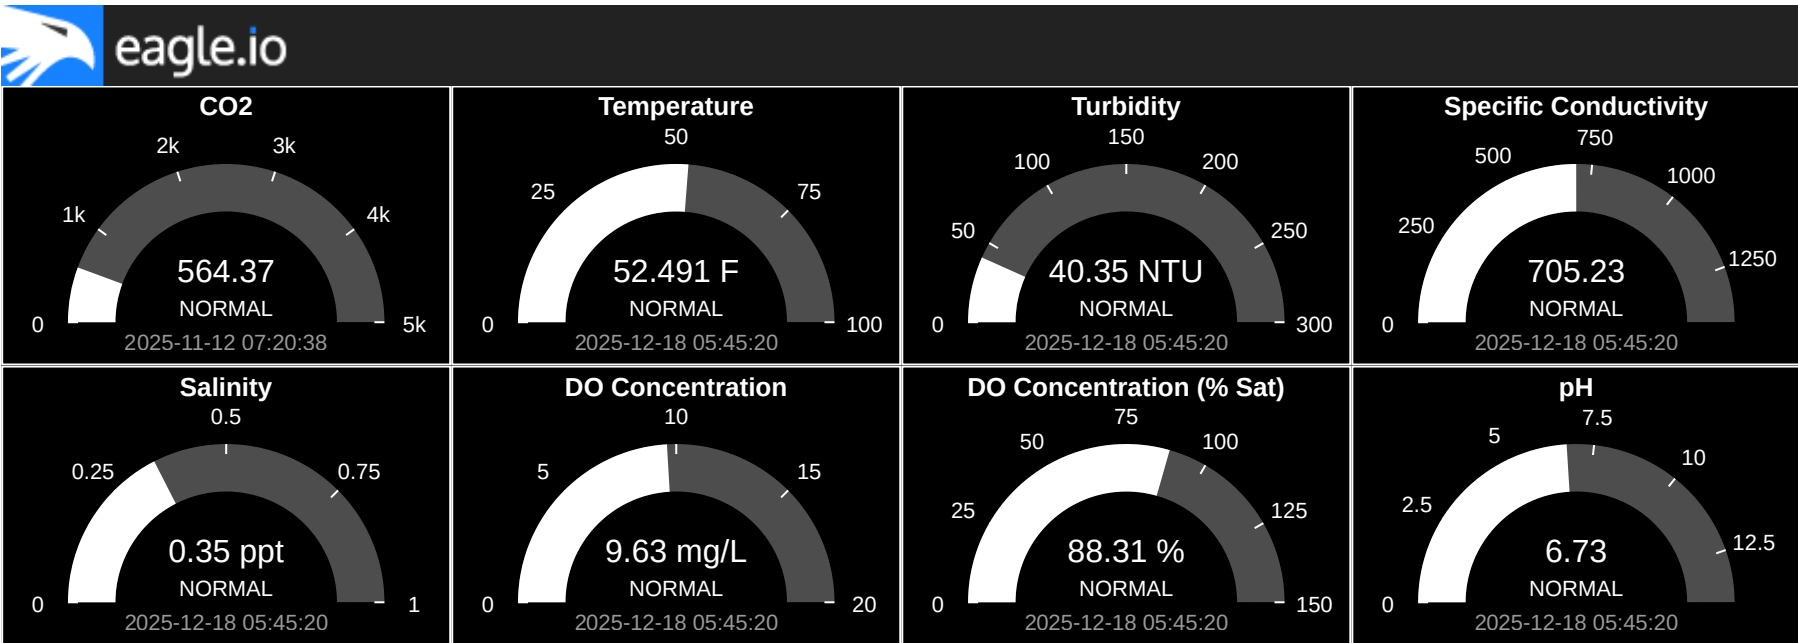 eagle.io
CO2
2k
3k
1k
4k
564.37
NORMAL
0
5k
2025-11-12 07:20:38
Temperature
50
25
75
52.491 F
NORMAL
0
100
2025-12-18 05:45:20
Turbidity
150
100
200
50
250
40.35 NTU
NORMAL
0
300
2025-12-18 05:45:20
Specific Conductivity
750
500
1000
250
1250
705.23
NORMAL
0
2025-12-18 05:45:20
Salinity
0.5
0.25
0.75
0.35 ppt
NORMAL
0
1
2025-12-18 05:45:20
DO Concentration
10
5
15
9.63 mg/L
NORMAL
0
20
2025-12-18 05:45:20
DO Concentration (% Sat)
75
50
100
25
125
88.31 %
NORMAL
0
150
2025-12-18 05:45:20
pH
7.5
5
10
2.5
12.5
6.73
NORMAL
0
2025-12-18 05:45:20